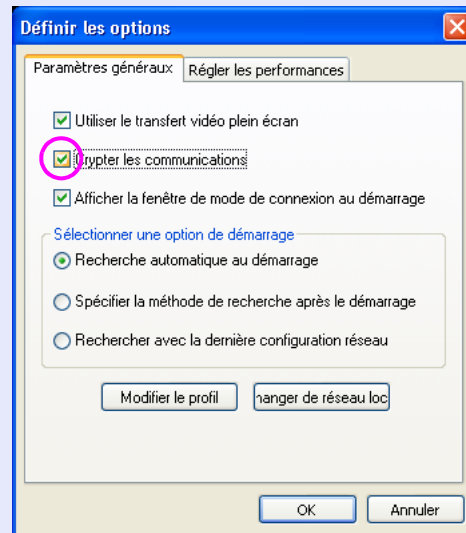 Définir les options
Paramètres généraux Régler les performances
Utiliser le transfert vidéo plein écran
Crypter les communications
Afficher la fenêtre de mode de connexion au démarrage
Sélectionner une option de démarrage
Recherche automatique au démarrage
Spécifier la méthode de recherche après le démarrage
Rechercher avec la dernière configuration réseau
Modifier le profil hanger de réseau loc
OK Annuler